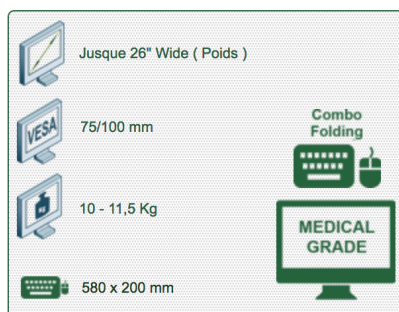 Jusque 26" Wide ( Poids )
VESA
75/100 mm
10 - 11,5 Kg
580 x 200 mm
Combo
Folding
MEDICAL
GRADE